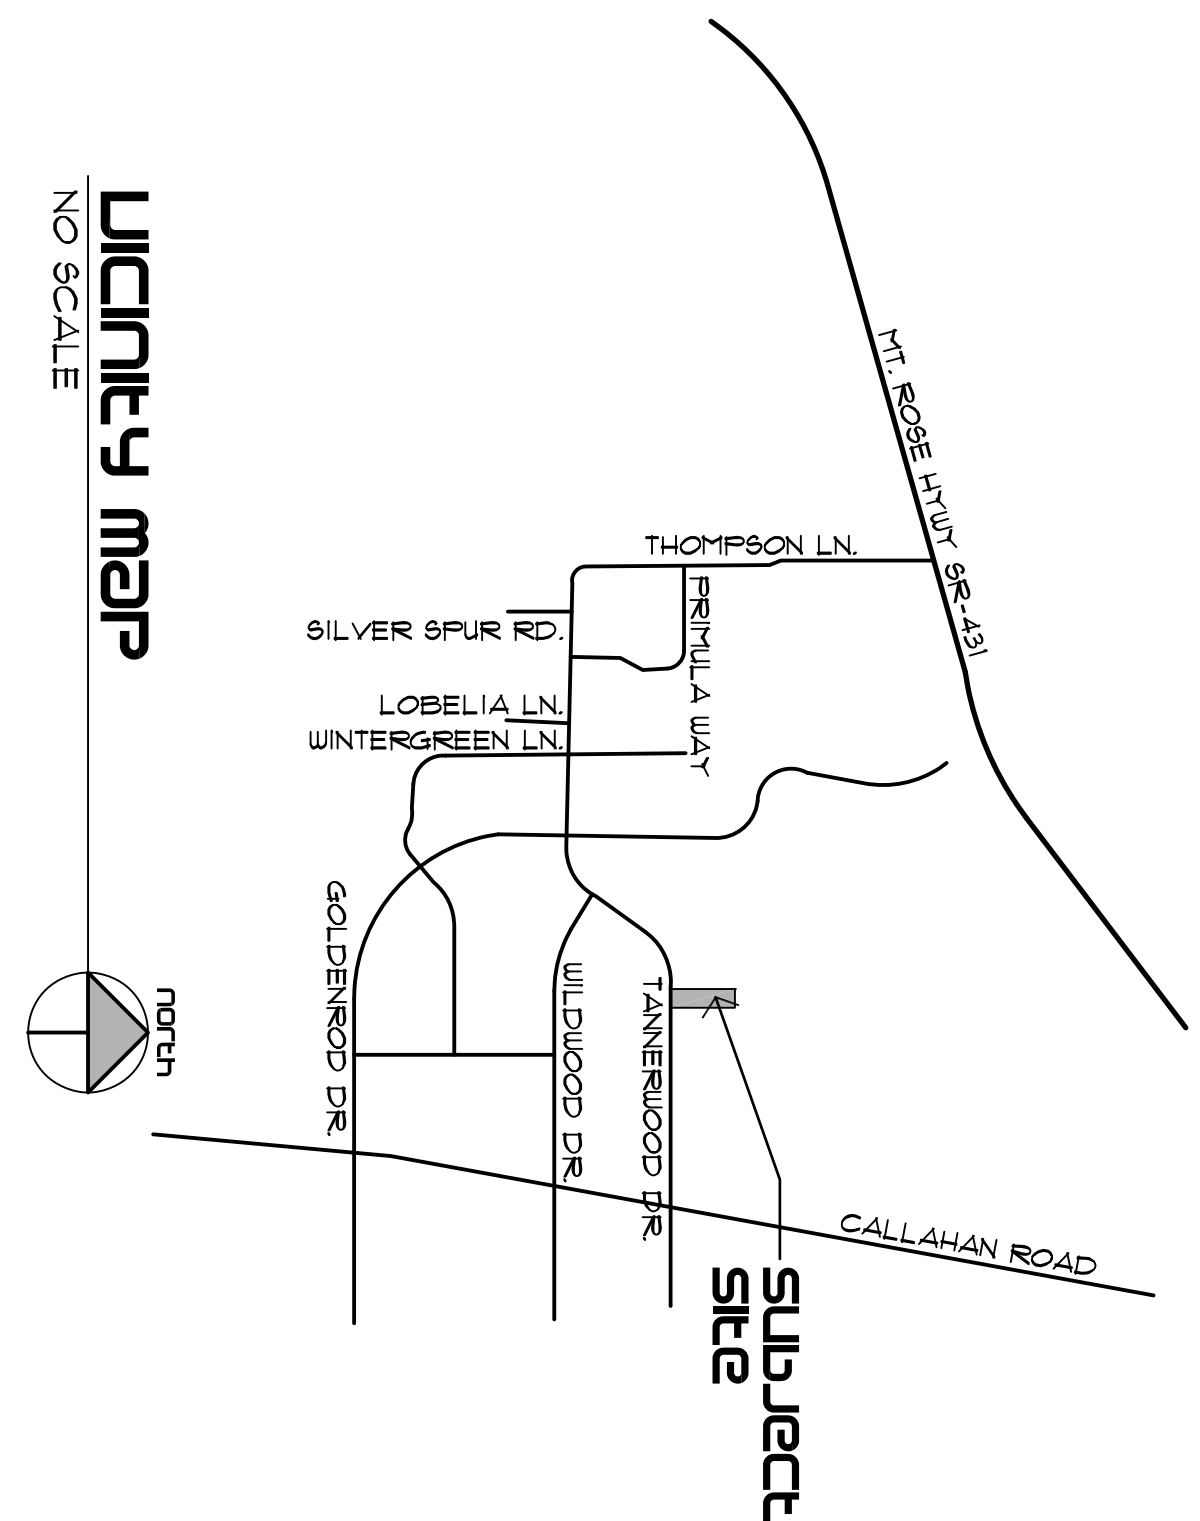 VICINITY MAP
NO SCALE
NORTH
MT. ROSE HYWY SR-431
THOMPSON LN.
PRIMULA WAY
SILVER SPUR RD.
LOBELIA LN.
WINTERGREEN LN.
GOLDENROD DR.
WILDWOOD DR.
TANNERWOOD DR.
CALLAHAN ROAD
SUBJECT
SITE